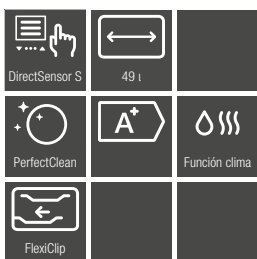 DirectSensor S
49 l
PerfectClean
A+
Función clima
FlexiClip